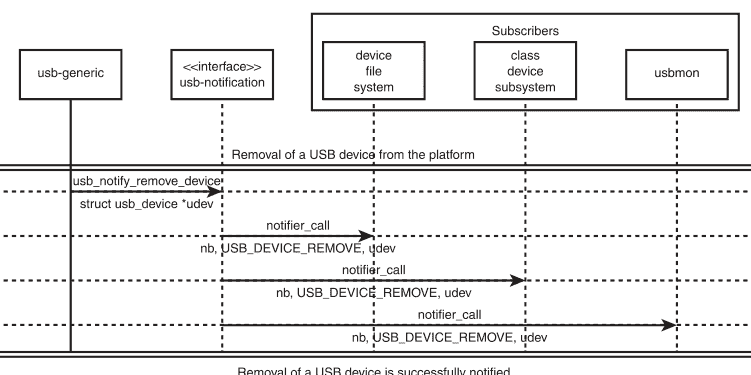 Subscribers
usb-generic
<<interface>>
usb-notification
device
file
system
class
device
subsystem
usbmon
Removal of a USB device from the platform
usb_notify_remove_device
struct usb_device *udev
notifier_call
nb, USB_DEVICE_REMOVE, udev
notifier_call
nb, USB_DEVICE_REMOVE, udev
notifier_call
nb, USB_DEVICE_REMOVE, udev
Removal of a USB device is successfully notified